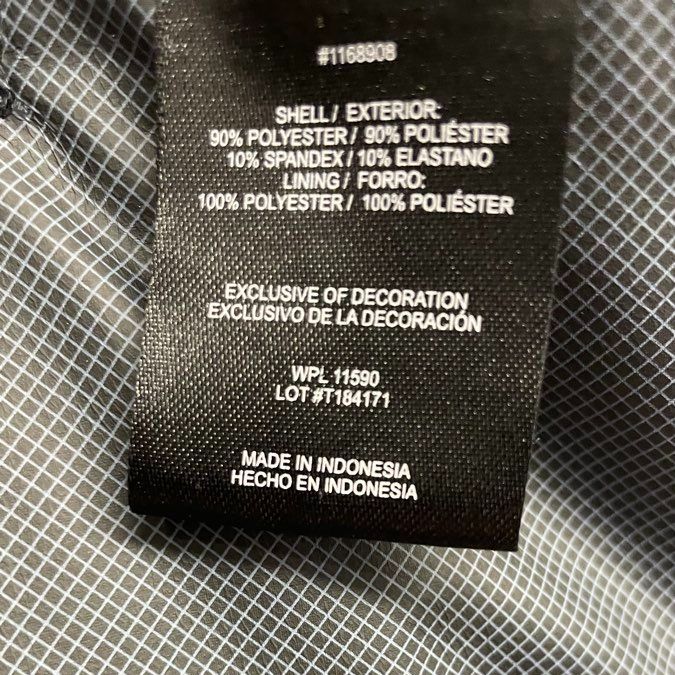 #1168908
SHELL / EXTERIOR:
90% POLYESTER / 90% POLIÉSTER
10% SPANDEX / 10% ELASTANO
LINING / FORRO:
100% POLYESTER / 100% POLIÉSTER
EXCLUSIVE OF DECORATION
EXCLUSIVO DE LA DECORACIÓN
WPL 11590
LOT #T184171
MADE IN INDONESIA
HECHO EN INDONESIA